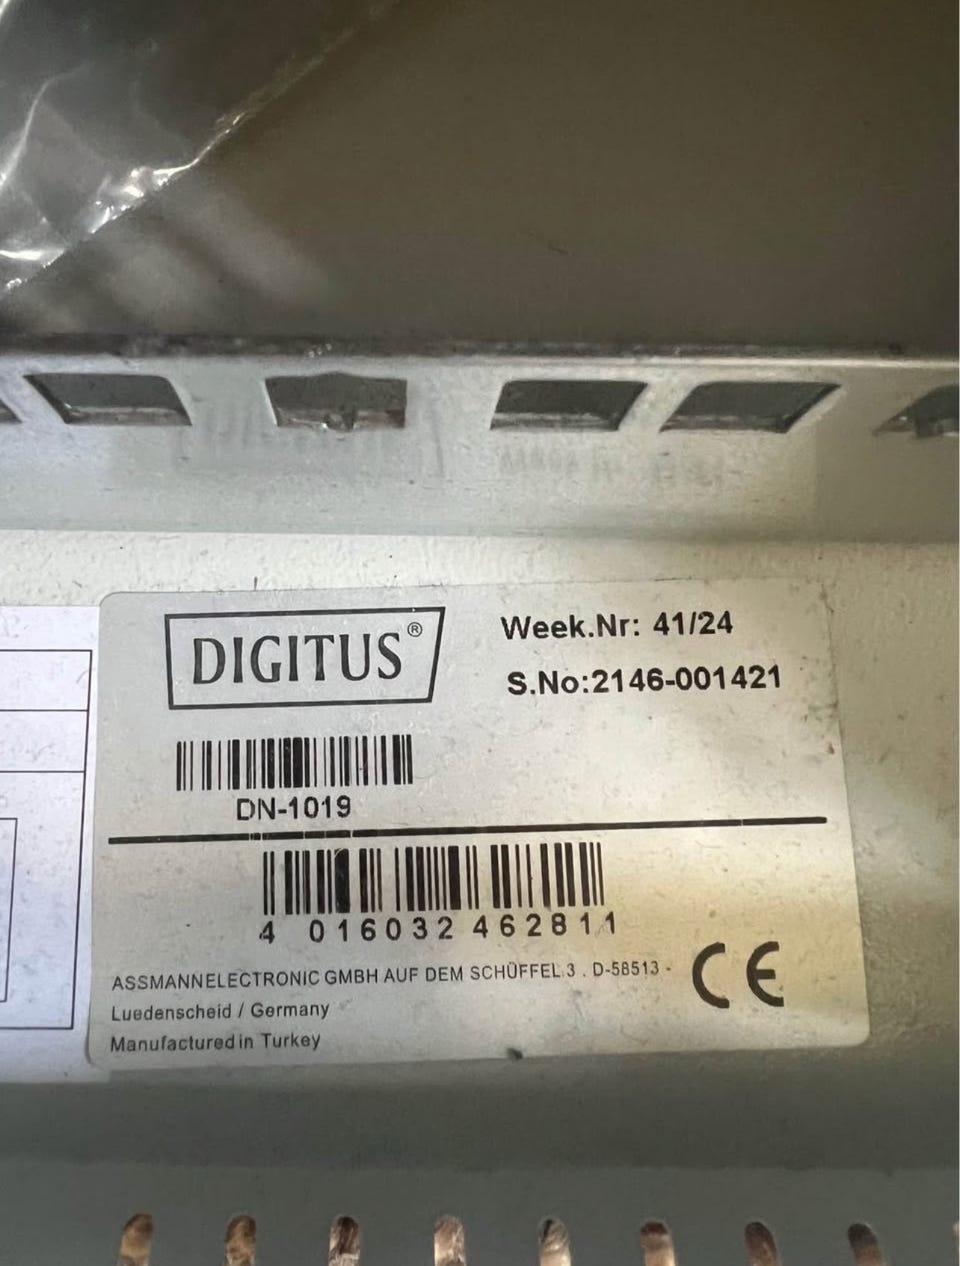 DIGITUS®
Week.Nr: 41/24
S.No:2146-001421
DN-1019
4 016032 462811
ASSMANNELECTRONIC GMBH AUF DEM SCHÜFFEL.3 . D-58513 -
Luedenscheid / Germany
Manufactured in Turkey
CE